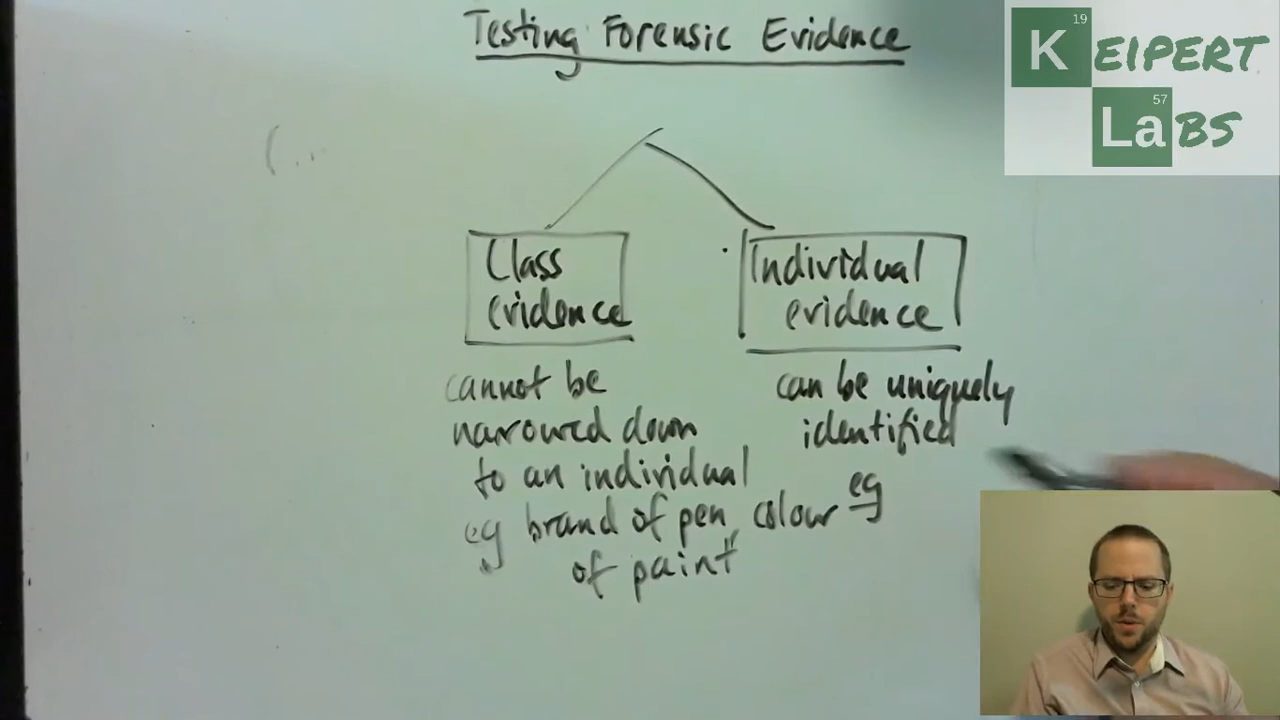 Testing Forensic Evidence
19
KEIPERT
57
LaBS
Class
evidence
cannot be
narrowed down
to an individual
eg brand of pen, colour
of paint
Individual
evidence
can be uniquely
identified
eg